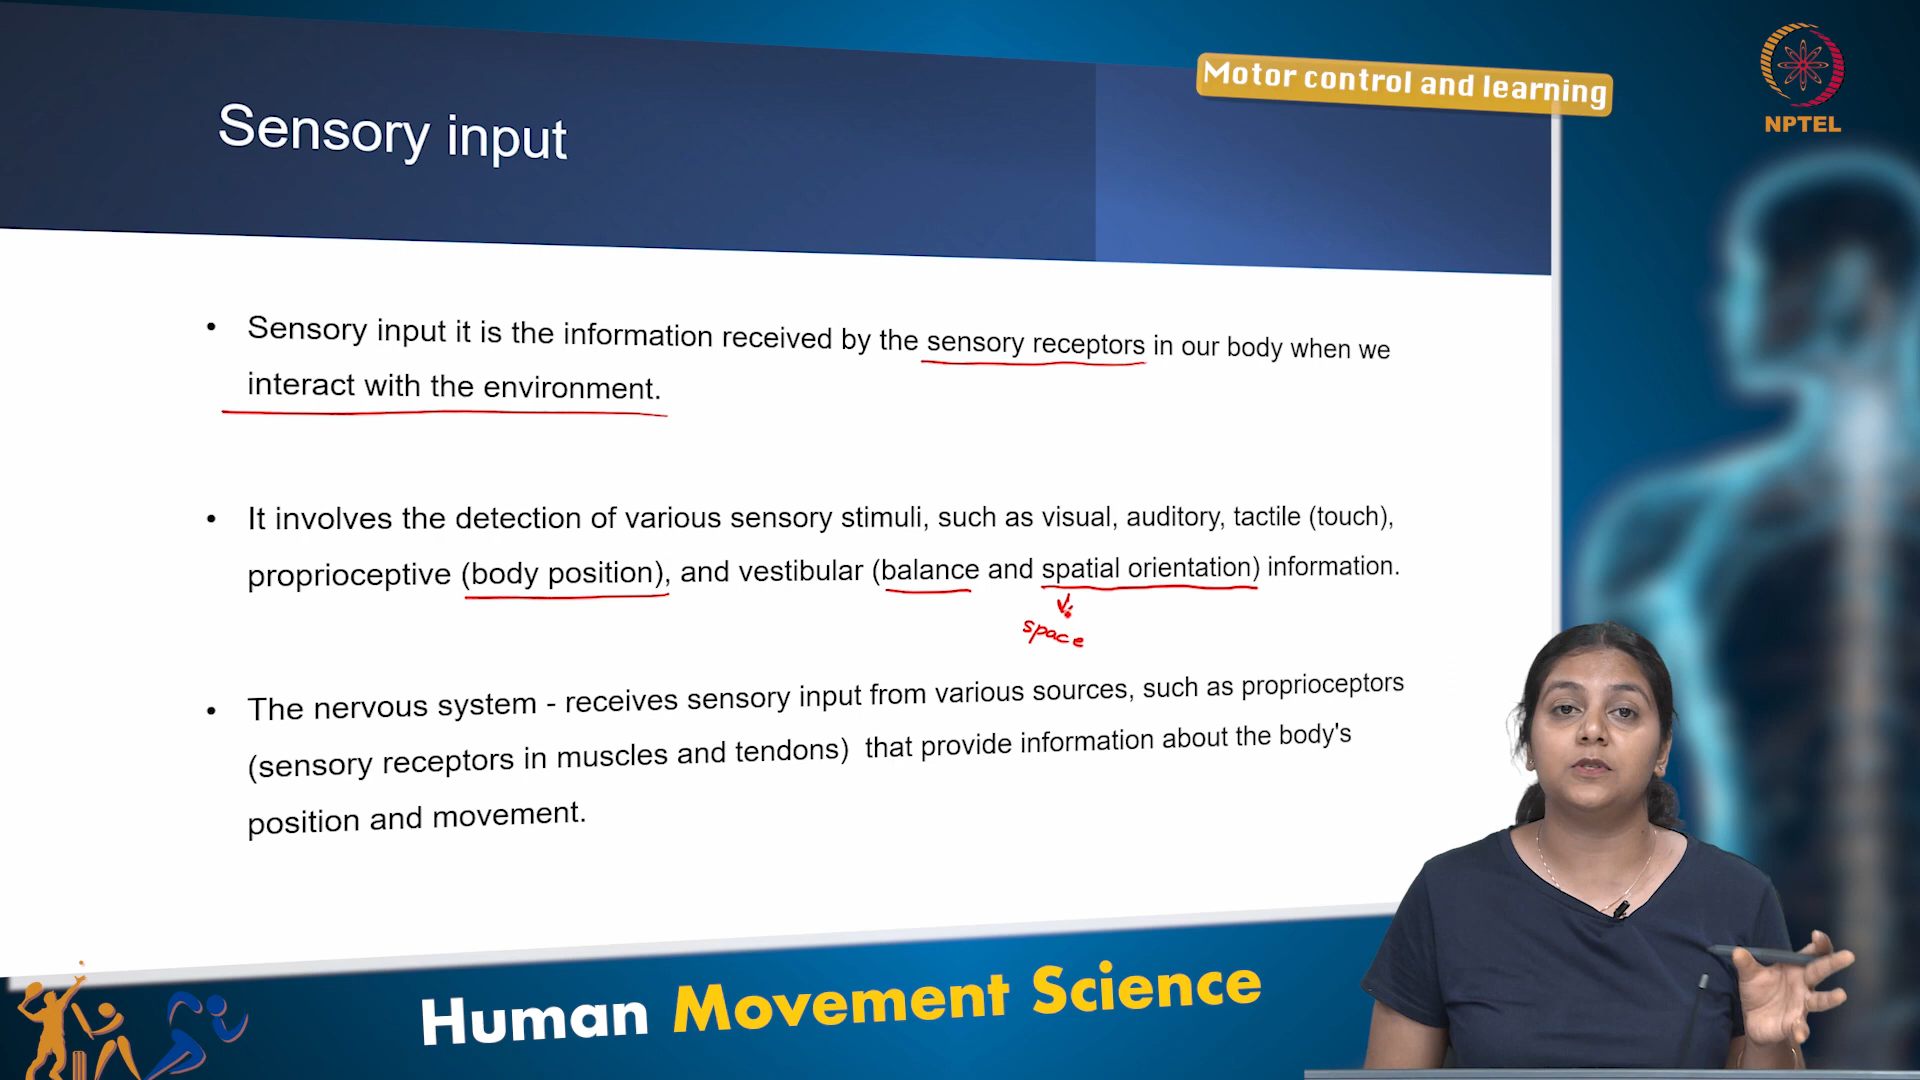 Motor control and learning
NPTEL
Sensory input
• Sensory input it is the information received by the sensory receptors in our body when we
interact with the environment.
• It involves the detection of various sensory stimuli, such as visual, auditory, tactile (touch),
proprioceptive (body position), and vestibular (balance and spatial orientation) information.
space
• The nervous system - receives sensory input from various sources, such as proprioceptors
(sensory receptors in muscles and tendons) that provide information about the body's
position and movement.
Human Movement Science